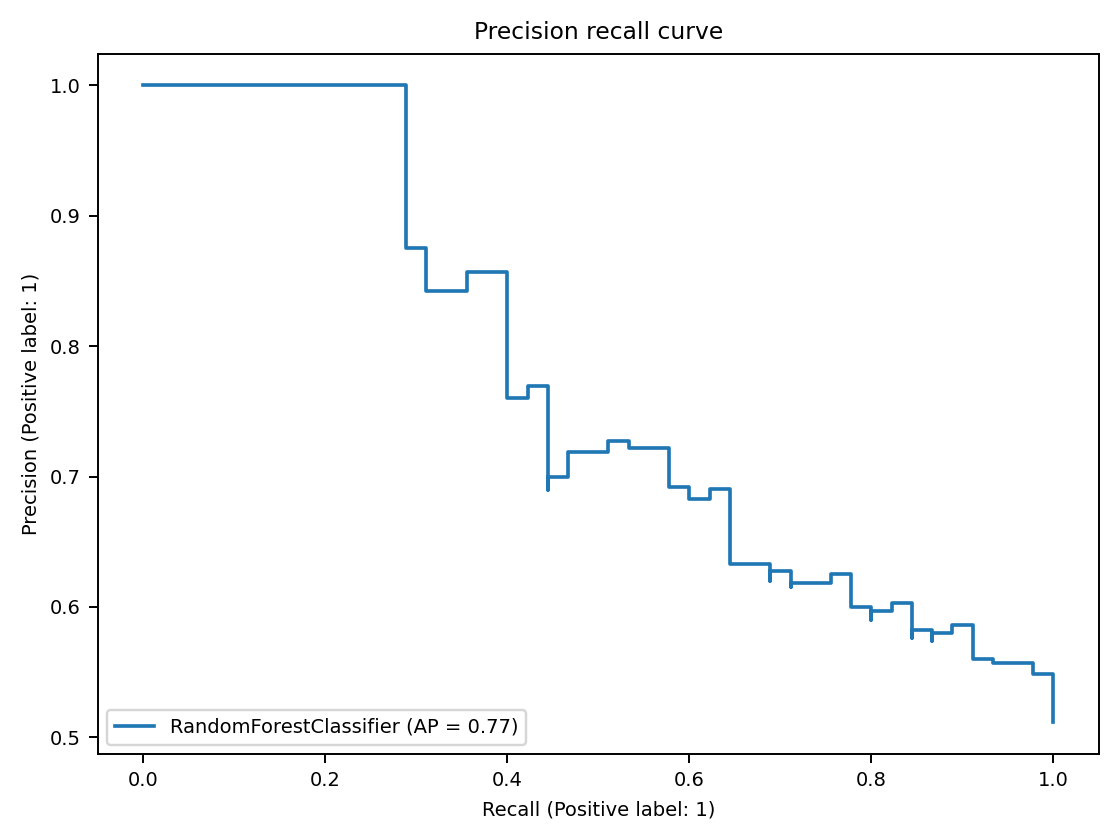 Precision recall curve
1.0
0.9
0.8
0.7
0.6
0.5
Precision (Positive label: 1)
RandomForestClassifier (AP = 0.77)
0.0 0.2 0.4 0.6 0.8 1.0
Recall (Positive label: 1)